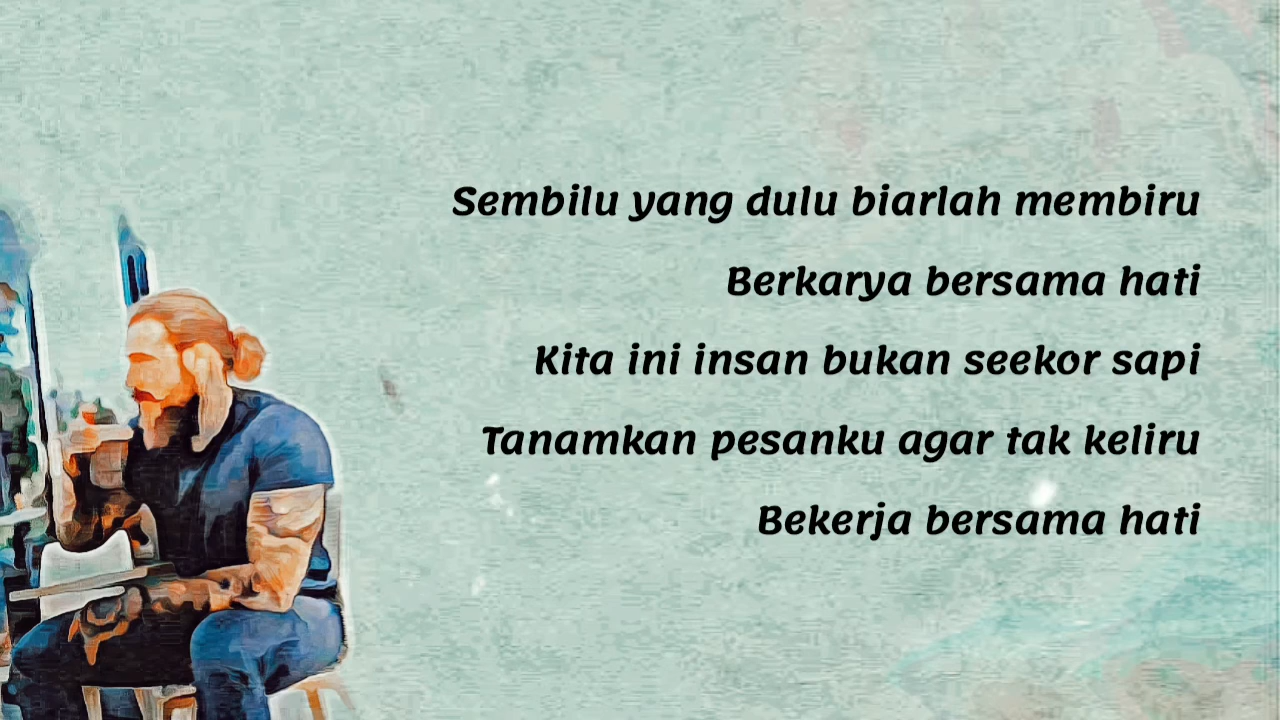 Sembilu yang dulu biarlah membiru
Berkarya bersama hati
Kita ini insan bukan seekor sapi
Tanamkan pesanku agar tak keliru
Bekerja bersama hati